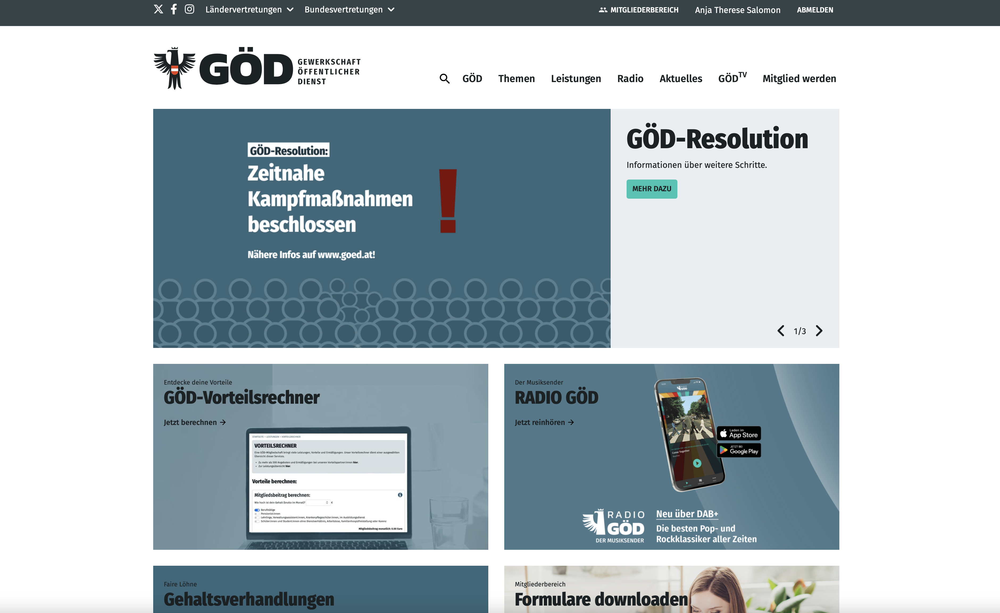 Ländervertretungen
Bundesvertretungen
MITGLIEDERBEREICH
Anja Therese Salomon
ABMELDEN
GÖD
GEWERKSCHAFT
ÖFFENTLICHER
DIENST
GÖD
Themen
Leistungen
Radio
Aktuelles
GÖDTV
Mitglied werden
GÖD-Resolution:
Zeitnahe
Kampfmaßnahmen
beschlossen
!
Nähere Infos auf www.goed.at!
GÖD-Resolution
Informationen über weitere Schritte.
MEHR DAZU
1/3
Entdecke deine Vorteile
GÖD-Vorteilsrechner
Jetzt berechnen →
STARTSEITE > LEISTUNGEN > VORTEILSRECHNER
VORTEILSRECHNER
Eine GÖD-Mitgliedschaft bringt viele Leistungen, Vorteile und Ermäßigungen. Unser Vorteilsrechner dient einer ausgewählten
Übersicht dieser Services.
• Zu mehr als 500 Angeboten und Ermäßigungen bei unseren Vorteilspartner:innen hier.
• Zur Leistungsübersicht hier.
Vorteile berechnen:
Mitgliedsbeitrag berechnen:
Wie hoch ist dein Gehalt (brutto im Monat)? €
Berufstätige
Pensionist:innen
Lehrlinge, Verwaltungsassistent:innen, Krankenpflegeschüler:innen, im Ausbildungsdienst
Schüler:innen und Student:innen ohne Dienstverhältnis, Arbeitslose, Familienhospizfreistellung oder Karenz
Mitgliedsbeitrag monatlich: 0.00 Euro
Der Musiksender
RADIO GÖD
Jetzt reinhören →
RADIO
GÖD
Come Together
Beatles
Laden im
App Store
JETZT BEI
Google Play
RADIO
GÖD
DER MUSIKSENDER
Neu über DAB+
Die besten Pop- und
Rockklassiker aller Zeiten
Faire Löhne
Gehaltsverhandlungen
Mitgliederbereich
Formulare downloaden